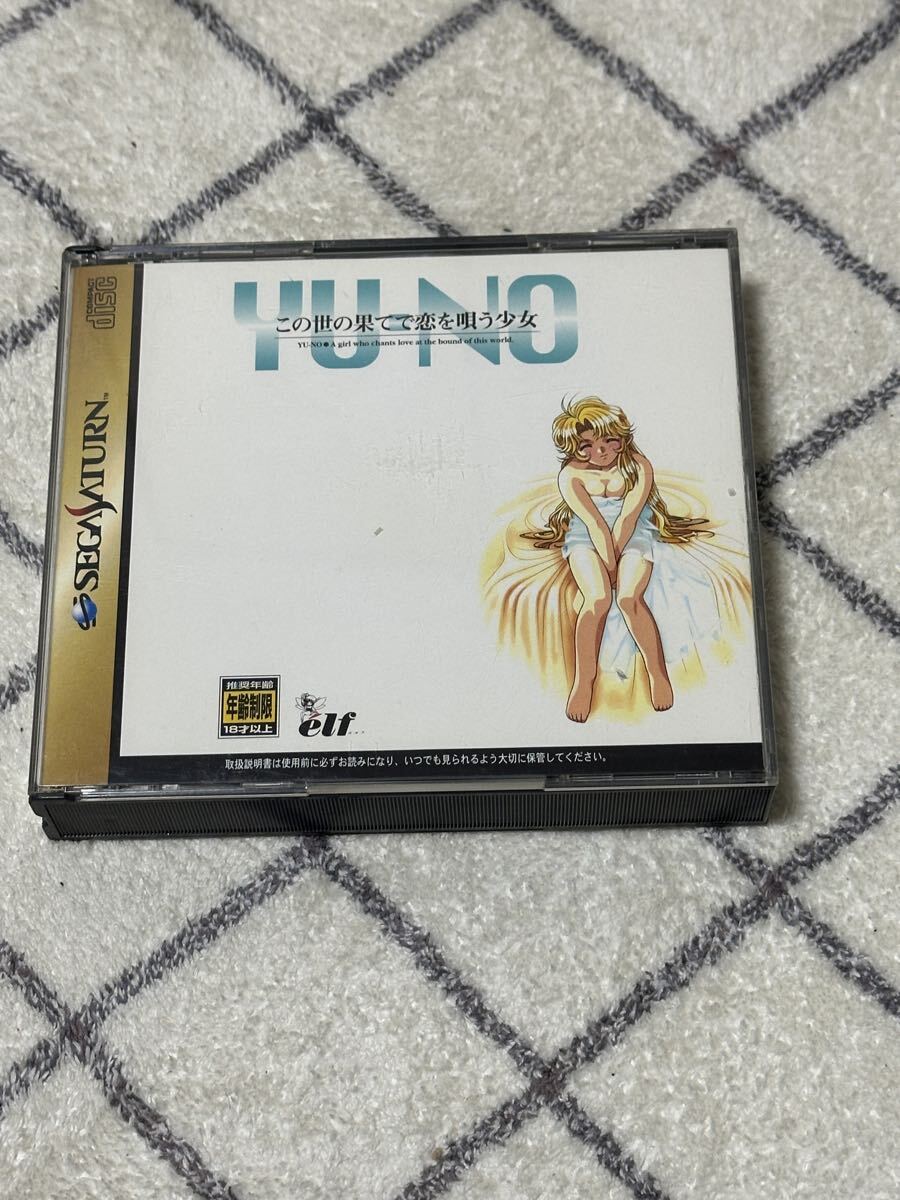 COMPACT
disc
SEGA SATURN™
YU-NO
この世の果てで恋を唄う少女
YU-NO● A girl who chants love at the bound of this world.
推奨年齢
年齢制限
18才以上
élf
取扱説明書は使用前に必ずお読みになり、いつでも見られるよう大切に保管してください。